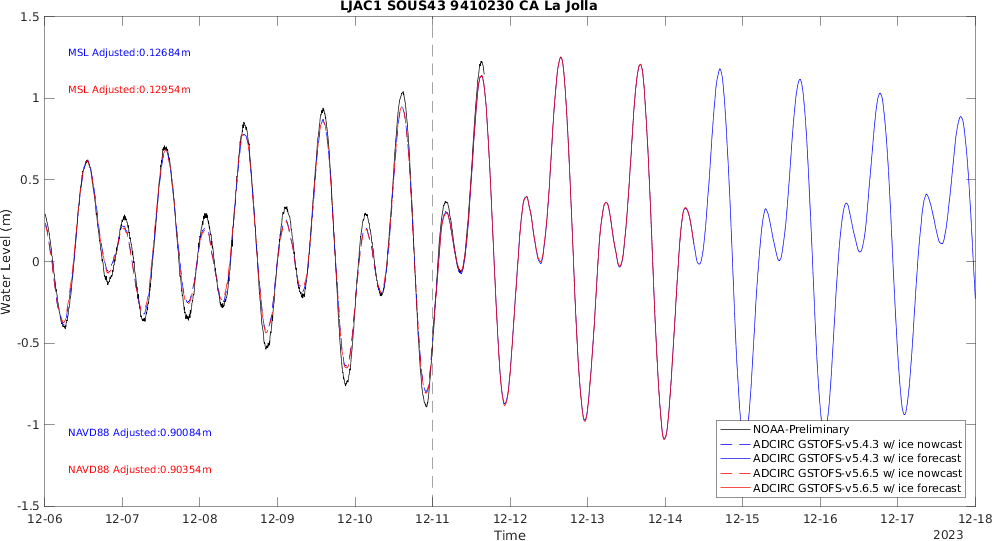 LJAC1 SOUS43 9410230 CA La Jolla
1.5
MSL Adjusted:0.12684m
1
MSL Adjusted:0.12954m
0.5
Water Level (m)
0
-0.5
-1
NAVD88 Adjusted:0.90084m
NAVD88 Adjusted:0.90354m
NOAA-Preliminary
ADCIRC GSTOFS-v5.4.3 w/ ice nowcast
ADCIRC GSTOFS-v5.4.3 w/ ice forecast
ADCIRC GSTOFS-v5.6.5 w/ ice nowcast
ADCIRC GSTOFS-v5.6.5 w/ ice forecast
-1.5
12-06 12-07 12-08 12-09 12-10 12-11 12-12 12-13 12-14 12-15 12-16 12-17 12-18
Time
2023